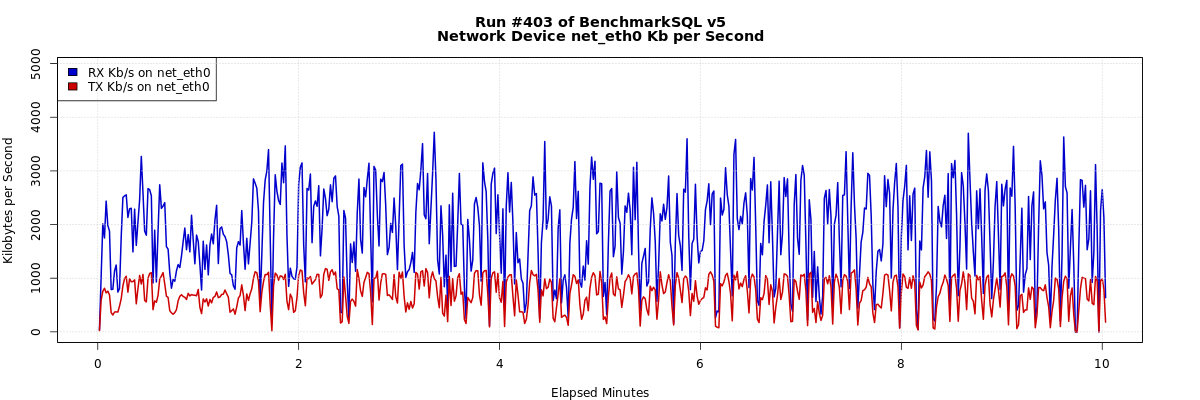 Run #403 of BenchmarkSQL v5
Network Device net_eth0 Kb per Second
RX Kb/s on net_eth0
TX Kb/s on net_eth0
Kilobytes per Second
5000
4000
3000
2000
1000
0
0 2 4 6 8 10
Elapsed Minutes